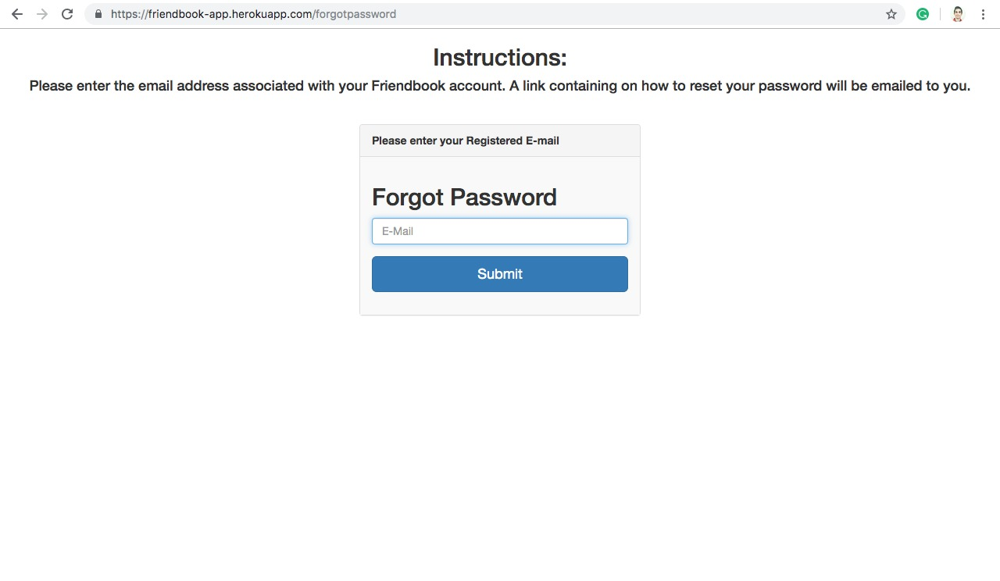 https://friendbook-app.herokuapp.com/forgotpassword
Instructions:
Please enter the email address associated with your Friendbook account. A link containing on how to reset your password will be emailed to you.
Please enter your Registered E-mail
Forgot Password
E-Mail
Submit